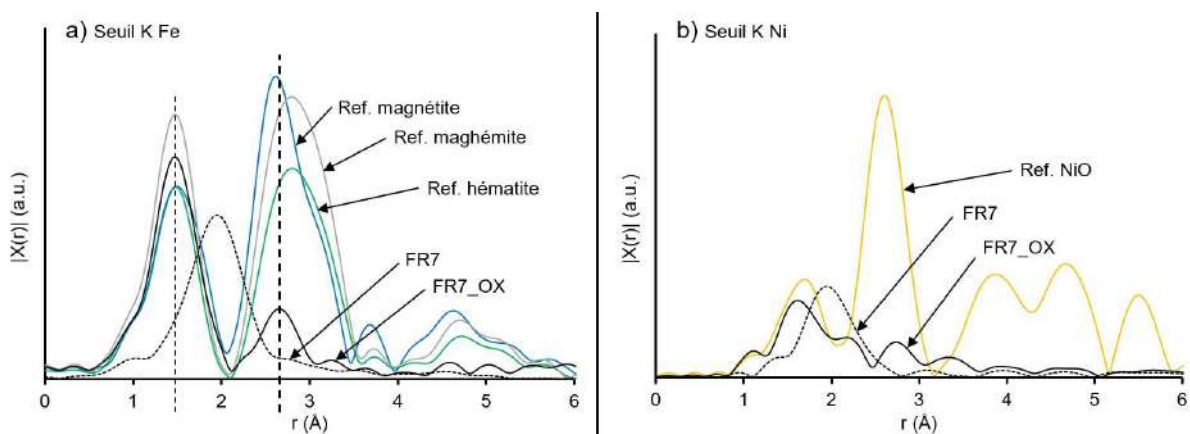 a) Seuil K Fe
Ref. magnétite
Ref. maghémite
Ref. hématite
FR7
FR7_OX
|X(r)| (a.u.)
0 1 2 3 4 5 6
r (Å)
b) Seuil K Ni
Ref. NiO
FR7
FR7_OX
|X(r)| (a.u.)
0 1 2 3 4 5 6
r (Å)